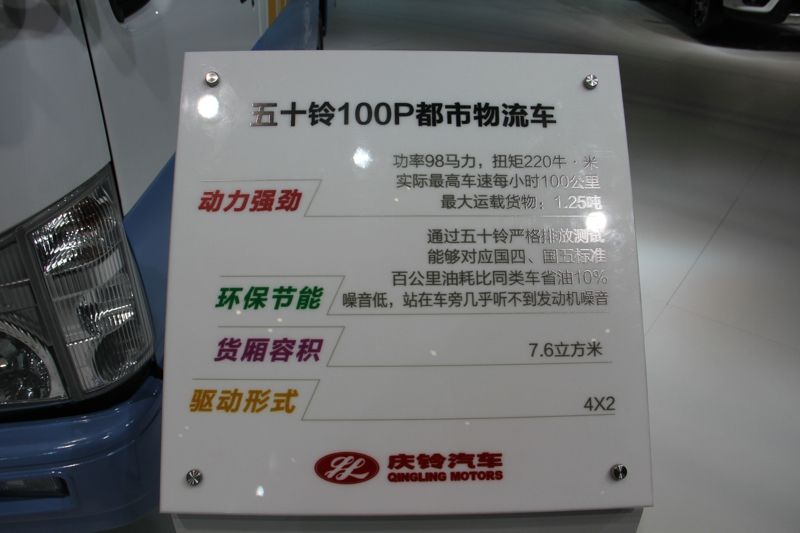 五十铃100P都市物流车
功率98马力，扭矩220牛·米
实际最高车速每小时100公里
动力强劲
最大运载货物：1.25吨
通过五十铃严格排放测试
能够对应国四、国五标准
百公里油耗比同类车省油10%
环保节能
噪音低，站在车旁几乎听不到发动机噪音
货厢容积
7.6立方米
驱动形式
4X2
庆铃汽车
QINGLING MOTORS